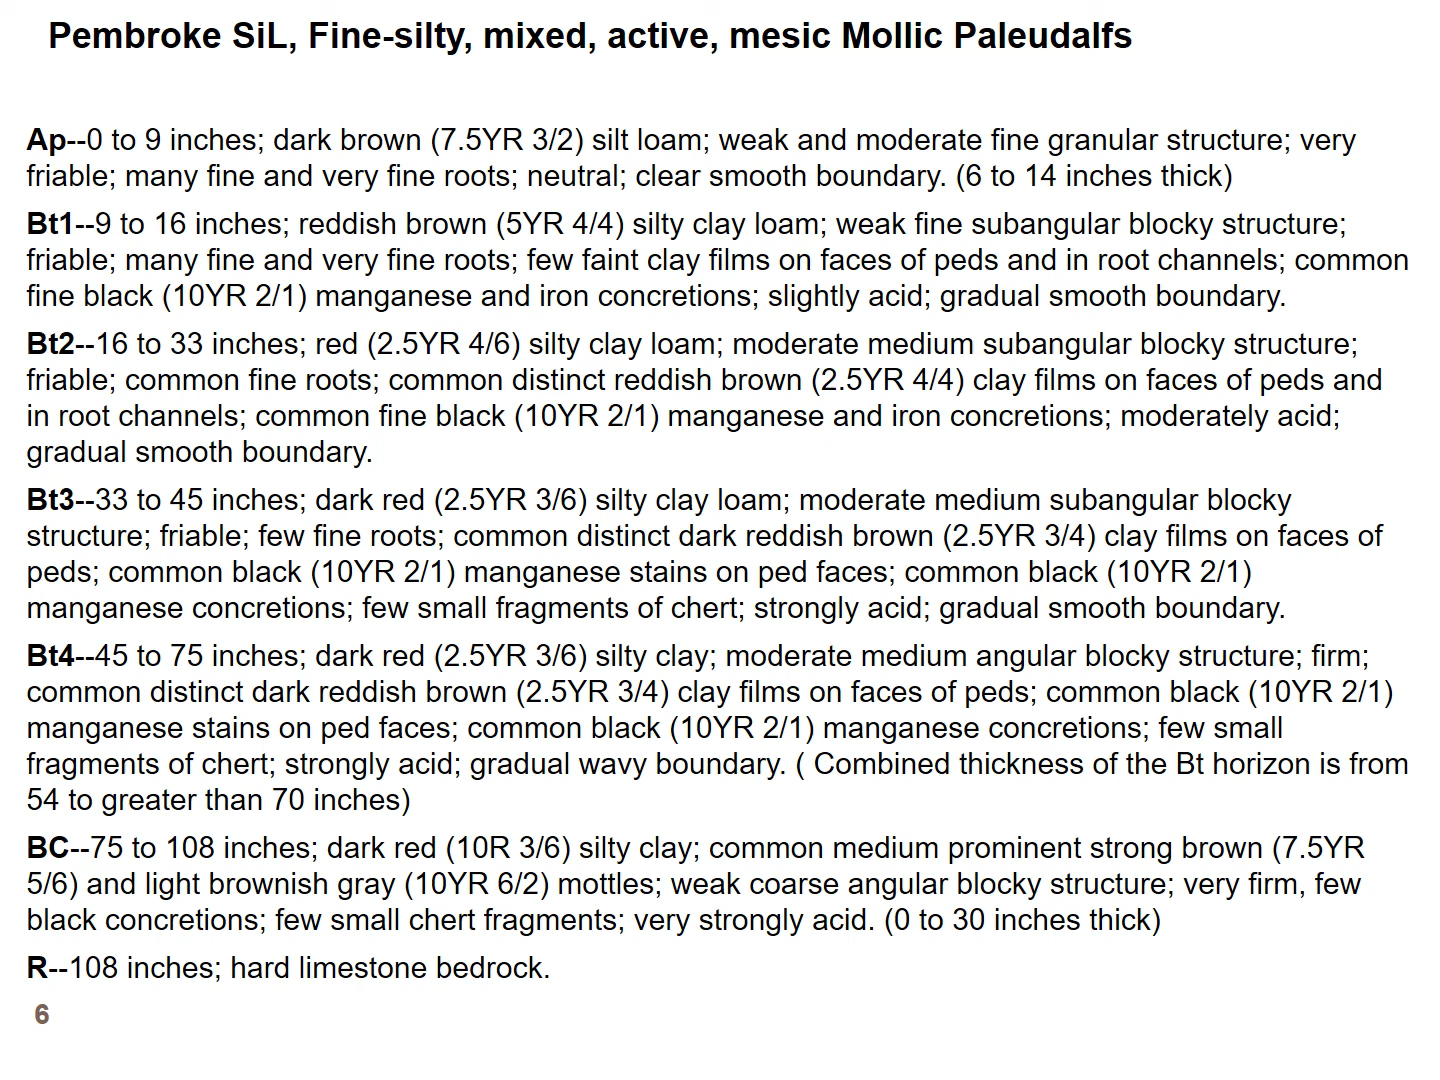 Pembroke SiL, Fine-silty, mixed, active, mesic Mollic Paleudalfs
Ap--0 to 9 inches; dark brown (7.5YR 3/2) silt loam; weak and moderate fine granular structure; very
friable; many fine and very fine roots; neutral; clear smooth boundary. (6 to 14 inches thick)
Bt1--9 to 16 inches; reddish brown (5YR 4/4) silty clay loam; weak fine subangular blocky structure;
friable; many fine and very fine roots; few faint clay films on faces of peds and in root channels; common
fine black (10YR 2/1) manganese and iron concretions; slightly acid; gradual smooth boundary.
Bt2--16 to 33 inches; red (2.5YR 4/6) silty clay loam; moderate medium subangular blocky structure;
friable; common fine roots; common distinct reddish brown (2.5YR 4/4) clay films on faces of peds and
in root channels; common fine black (10YR 2/1) manganese and iron concretions; moderately acid;
gradual smooth boundary.
Bt3--33 to 45 inches; dark red (2.5YR 3/6) silty clay loam; moderate medium subangular blocky
structure; friable; few fine roots; common distinct dark reddish brown (2.5YR 3/4) clay films on faces of
peds; common black (10YR 2/1) manganese stains on ped faces; common black (10YR 2/1)
manganese concretions; few small fragments of chert; strongly acid; gradual smooth boundary.
Bt4--45 to 75 inches; dark red (2.5YR 3/6) silty clay; moderate medium angular blocky structure; firm;
common distinct dark reddish brown (2.5YR 3/4) clay films on faces of peds; common black (10YR 2/1)
manganese stains on ped faces; common black (10YR 2/1) manganese concretions; few small
fragments of chert; strongly acid; gradual wavy boundary. ( Combined thickness of the Bt horizon is from
54 to greater than 70 inches)
BC--75 to 108 inches; dark red (10R 3/6) silty clay; common medium prominent strong brown (7.5YR
5/6) and light brownish gray (10YR 6/2) mottles; weak coarse angular blocky structure; very firm, few
black concretions; few small chert fragments; very strongly acid. (0 to 30 inches thick)
R--108 inches; hard limestone bedrock.
6